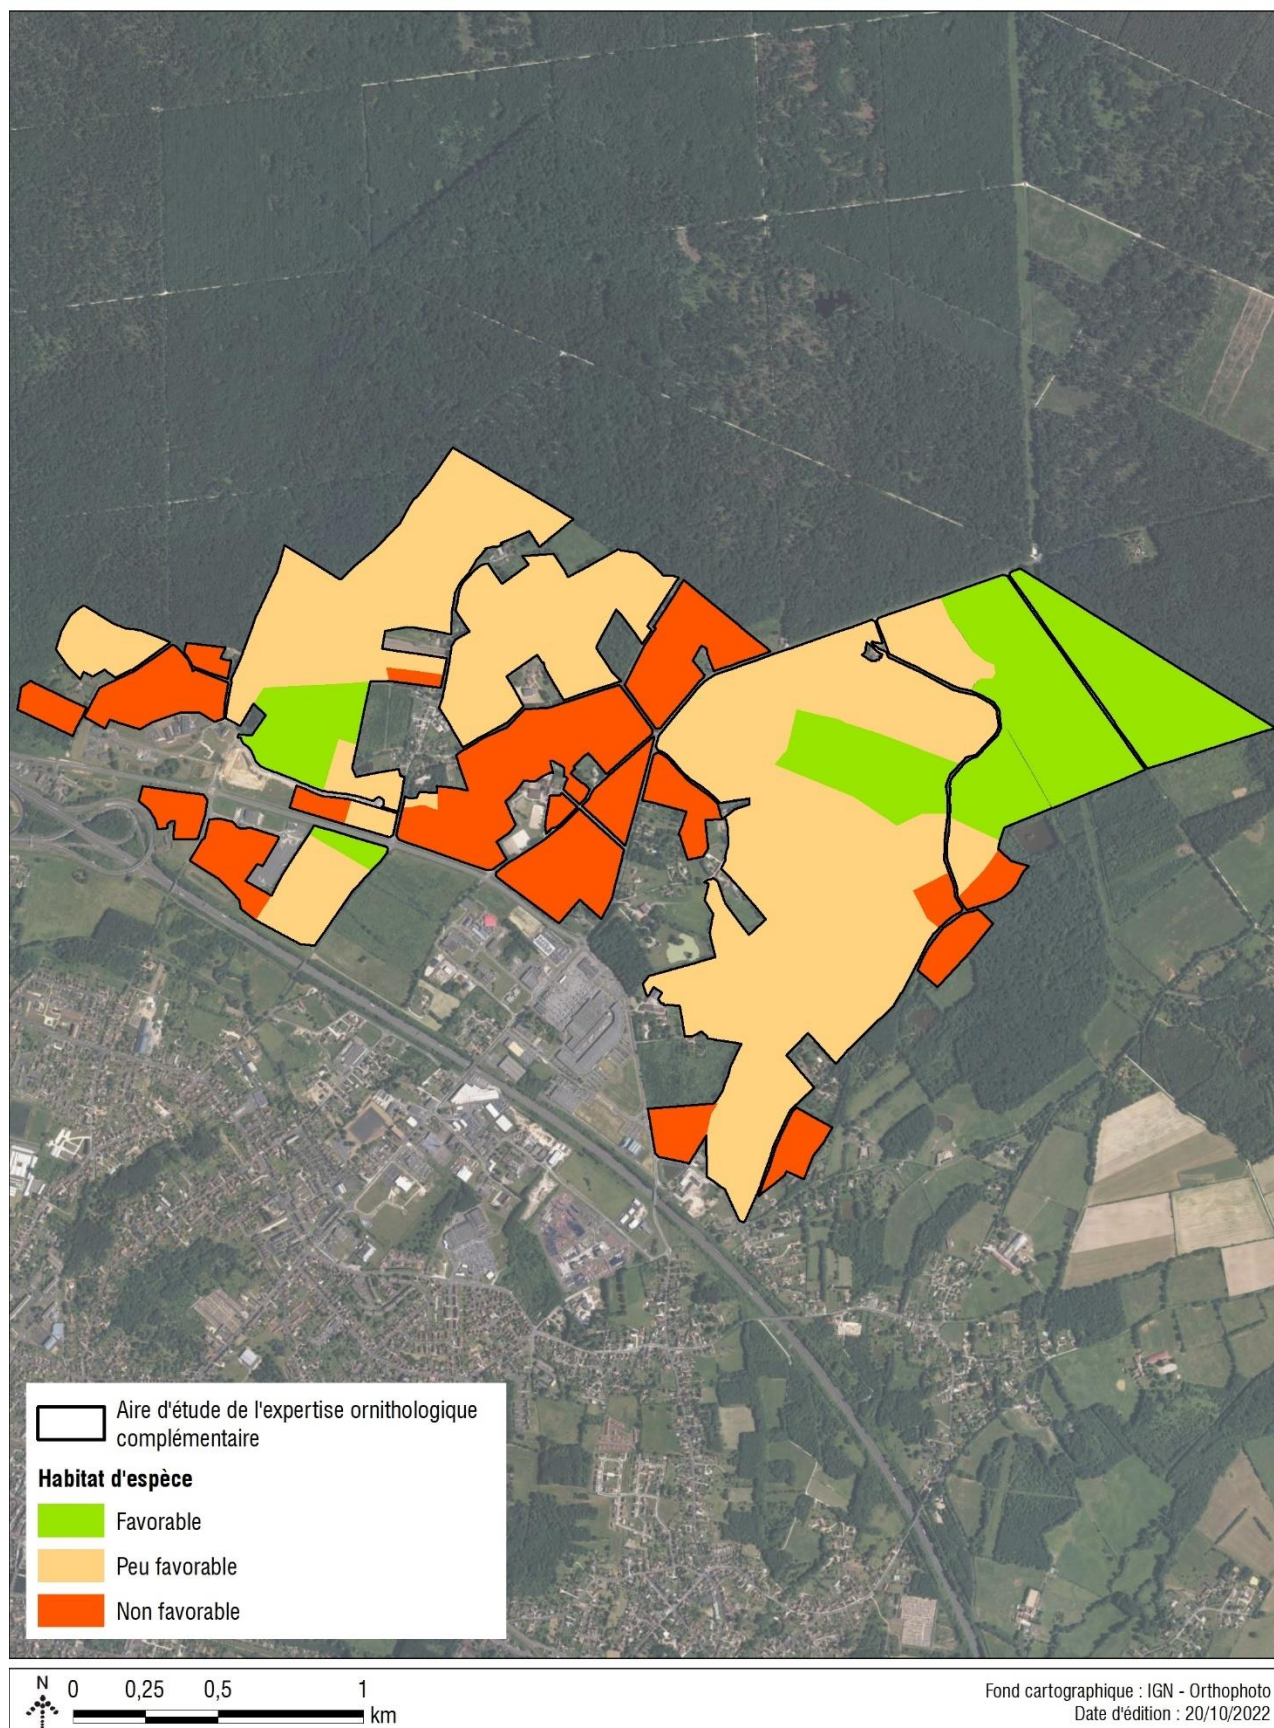 Aire d'étude de l'expertise ornithologique
complémentaire
Habitat d'espèce
Favorable
Peu favorable
Non favorable
N
0 0,25 0,5 1
km
Fond cartographique : IGN - Orthophoto
Date d'édition : 20/10/2022